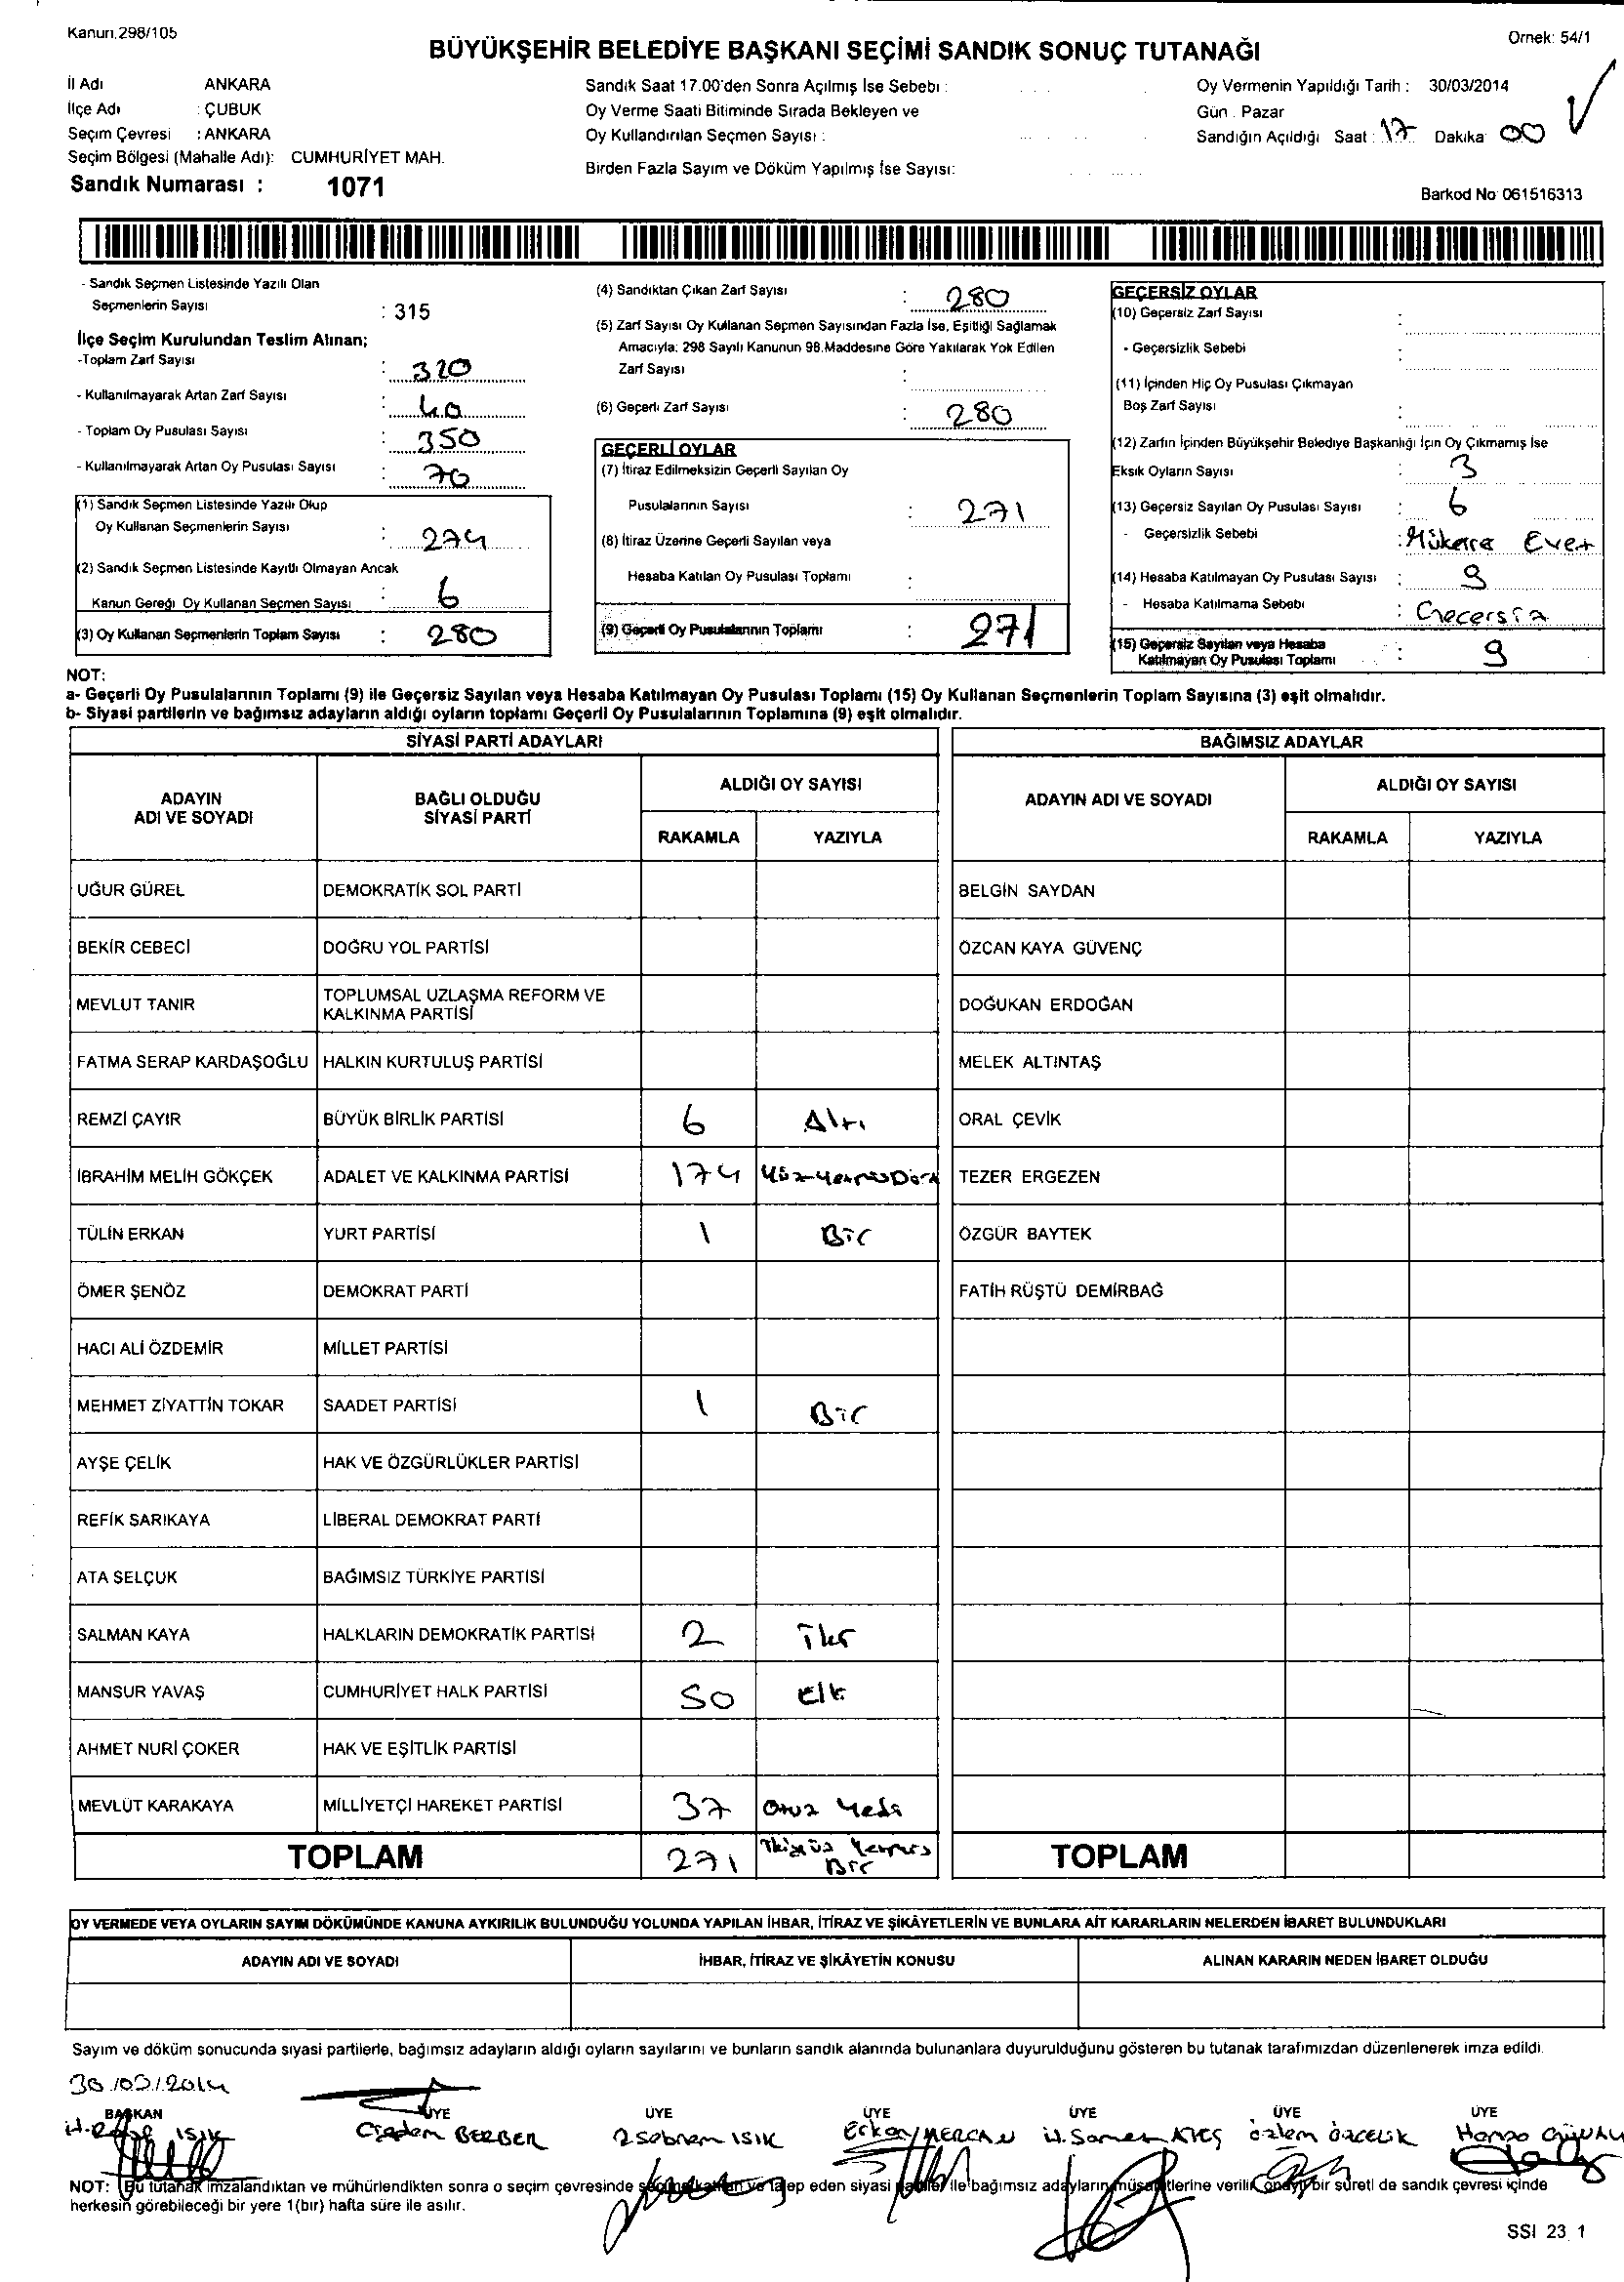 Kanun.298/105
Ornek: 54/1
BÜYÜKŞEHİR BELEDİYE BAŞKANI SEÇİMİ SANDIK SONUÇ TUTANAĞI
İl Adı ANKARA
İlçe Adı : ÇUBUK
Seçim Çevresi : ANKARA
Seçim Bölgesi (Mahalle Adı): CUMHURİYET MAH.
Sandık Numarası : 1071
Sandık Saat 17.00'den Sonra Açılmış İse Sebebi :
Oy Verme Saati Bitiminde Sırada Bekleyen ve
Oy Kullandırılan Seçmen Sayısı :
Birden Fazla Sayım ve Döküm Yapılmış İse Sayısı:
Oy Vermenin Yapıldığı Tarih : 30/03/2014
Gün . Pazar
Sandığın Açıldığı Saat : 17 Dakika 00
Barkod No 061516313
- Sandık Seçmen Listesinde Yazılı Olan
Seçmenlerin Sayısı : 315
İlçe Seçim Kurulundan Teslim Alınan;
-Toplam Zarf Sayısı : 320
- Kullanılmayarak Artan Zarf Sayısı : 40
- Toplam Oy Pusulası Sayısı : 350
- Kullanılmayarak Artan Oy Pusulası Sayısı : 70
(1) Sandık Seçmen Listesinde Yazılı Olup
Oy Kullanan Seçmenlerin Sayısı : 274
(2) Sandık Seçmen Listesinde Kayıtlı Olmayan Ancak
Kanun Gereği Oy Kullanan Seçmen Sayısı : 6
(3) Oy Kullanan Seçmenlerin Toplam Sayısı : 280
(4) Sandıktan Çıkan Zarf Sayısı : 280
(5) Zarf Sayısı Oy Kullanan Seçmen Sayısından Fazla İse, Eşitliği Sağlamak
Amacıyla: 298 Sayılı Kanunun 98.Maddesine Göre Yakılarak Yok Edilen
Zarf Sayısı :
(6) Geçerli Zarf Sayısı : 280
GEÇERLİ OYLAR
(7) İtiraz Edilmeksizin Geçerli Sayılan Oy
Pusulalarının Sayısı : 271
(8) İtiraz Üzerine Geçerli Sayılan veya
Hesaba Katılan Oy Pusulası Toplamı :
(9) Geçerli Oy Pusulalarının Toplamı : 271
GEÇERSİZ OYLAR
(10) Geçersiz Zarf Sayısı :
- Geçersizlik Sebebi :
(11) İçinden Hiç Oy Pusulası Çıkmayan
Boş Zarf Sayısı :
(12) Zarfın İçinden Büyükşehir Belediye Başkanlığı İçin Oy Çıkmamış İse
Eksik Oyların Sayısı : 3
(13) Geçersiz Sayılan Oy Pusulası Sayısı : 6
- Geçersizlik Sebebi : Mükerre Evet
(14) Hesaba Katılmayan Oy Pusulası Sayısı : 9
- Hesaba Katılmama Sebebi : Gecersiz
(15) Geçersiz Sayılan veya Hesaba
Katılmayan Oy Pusulası Toplamı : 9
NOT:
a- Geçerli Oy Pusulalarının Toplamı (9) ile Geçersiz Sayılan veya Hesaba Katılmayan Oy Pusulası Toplamı (15) Oy Kullanan Seçmenlerin Toplam Sayısına (3) eşit olmalıdır.
b- Siyasi partilerin ve bağımsız adayların aldığı oyların toplamı Geçerli Oy Pusulalarının Toplamına (9) eşit olmalıdır.
SİYASİ PARTİ ADAYLARI BAĞIMSIZ ADAYLAR
ADAYIN ADI VE SOYADI BAĞLI OLDUĞU SİYASİ PARTİ ALDIĞI OY SAYISI ADAYIN ADI VE SOYADI ALDIĞI OY SAYISI
RAKAMLA YAZIYLA RAKAMLA YAZIYLA
UĞUR GÜREL DEMOKRATİK SOL PARTİ BELGİN SAYDAN
BEKİR CEBECİ DOĞRU YOL PARTİSİ ÖZCAN KAYA GÜVENÇ
MEVLUT TANIR TOPLUMSAL UZLAŞMA REFORM VE KALKINMA PARTİSİ DOĞUKAN ERDOĞAN
FATMA SERAP KARDAŞOĞLU HALKIN KURTULUŞ PARTİSİ MELEK ALTINTAŞ
REMZİ ÇAYIR BÜYÜK BİRLİK PARTİSİ 6 Altı ORAL ÇEVİK
İBRAHİM MELİH GÖKÇEK ADALET VE KALKINMA PARTİSİ 174 TEZER ERGEZEN
TÜLİN ERKAN YURT PARTİSİ 1 Bir ÖZGÜR BAYTEK
ÖMER ŞENÖZ DEMOKRAT PARTİ FATİH RÜŞTÜ DEMİRBAĞ
HACI ALİ ÖZDEMİR MİLLET PARTİSİ
MEHMET ZİYATTİN TOKAR SAADET PARTİSİ 1 Bir
AYŞE ÇELİK HAK VE ÖZGÜRLÜKLER PARTİSİ
REFİK SARIKAYA LİBERAL DEMOKRAT PARTİ
ATA SELÇUK BAĞIMSIZ TÜRKİYE PARTİSİ
SALMAN KAYA HALKLARIN DEMOKRATİK PARTİSİ 2 İki
MANSUR YAVAŞ CUMHURİYET HALK PARTİSİ 50 Elli
AHMET NURİ ÇOKER HAK VE EŞİTLİK PARTİSİ
MEVLÜT KARAKAYA MİLLİYETÇİ HAREKET PARTİSİ 37 Otuz Yedi
TOPLAM 271 İkiyüz Yetmiş Bir TOPLAM
OY VERMEDE VEYA OYLARIN SAYIM DÖKÜMÜNDE KANUNA AYKIRILIK BULUNDUĞU YOLUNDA YAPILAN İHBAR, İTİRAZ VE ŞİKÂYETLERİN VE BUNLARA AİT KARARLARIN NELERDEN İBARET BULUNDUKLARI
ADAYIN ADI VE SOYADI İHBAR, İTİRAZ VE ŞİKÂYETİN KONUSU ALINAN KARARIN NEDEN İBARET OLDUĞU
Sayım ve döküm sonucunda siyasi partilerle, bağımsız adayların aldığı oyların sayılarını ve bunların sandık alanında bulunanlara duyurulduğunu gösteren bu tutanak tarafımızdan düzenlenerek imza edildi.
30/03/2014
BAŞKAN ÜYE ÜYE ÜYE ÜYE ÜYE ÜYE
IŞIK Çiğdem BERBER IŞIK Erkay MERCAN ATEŞ özlem özçelik
NOT: Bu tutanak imzalandıktan ve mühürlendikten sonra o seçim çevresinde seçime katılan ve talep eden siyasi partiler ile bağımsız adayların müşahitlerine verilir, onaylı bir sureti de sandık çevresi içinde
herkesin görebileceği bir yere 1(bir) hafta süre ile asılır.
SSI 23 1